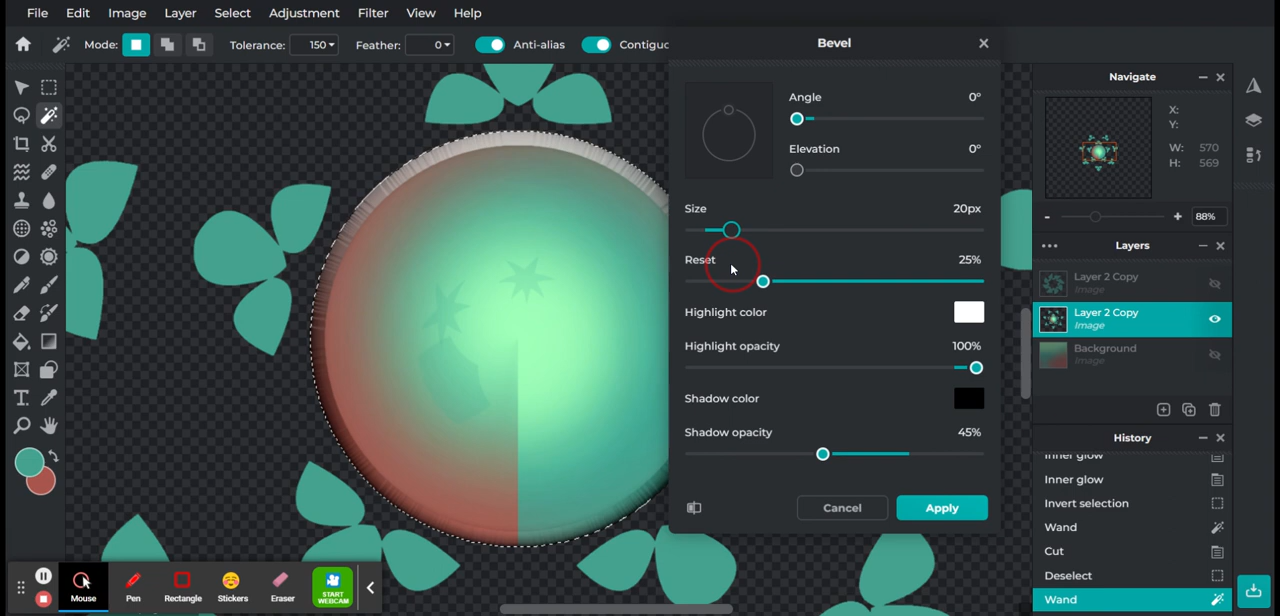 File Edit Image Layer Select Adjustment Filter View Help
Mode: Tolerance: 150 Feather: 0 Anti-alias
Bevel
Angle 0°
Elevation 0°
Size 20px
Reset 25%
Highlight color
Highlight opacity 100%
Shadow color
Shadow opacity 45%
Cancel Apply
Navigate
X:
Y:
W: 570
H: 569
88%
Layers
Layer 2 Copy
Image
Layer 2 Copy
Image
Background
Image
History
Inner glow
Inner glow
Invert selection
Wand
Cut
Deselect
Wand
Mouse Pen Rectangle Stickers Eraser START
WEBCAM